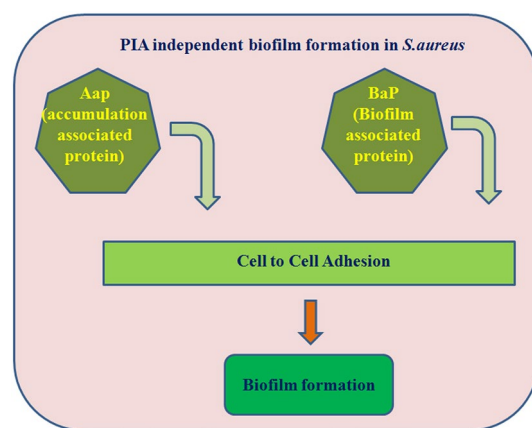 PIA independent biofilm formation in S.aureus
Aap
(accumulation
associated
protein)
BaP
(Biofilm
associated
protein)
Cell to Cell Adhesion
Biofilm formation